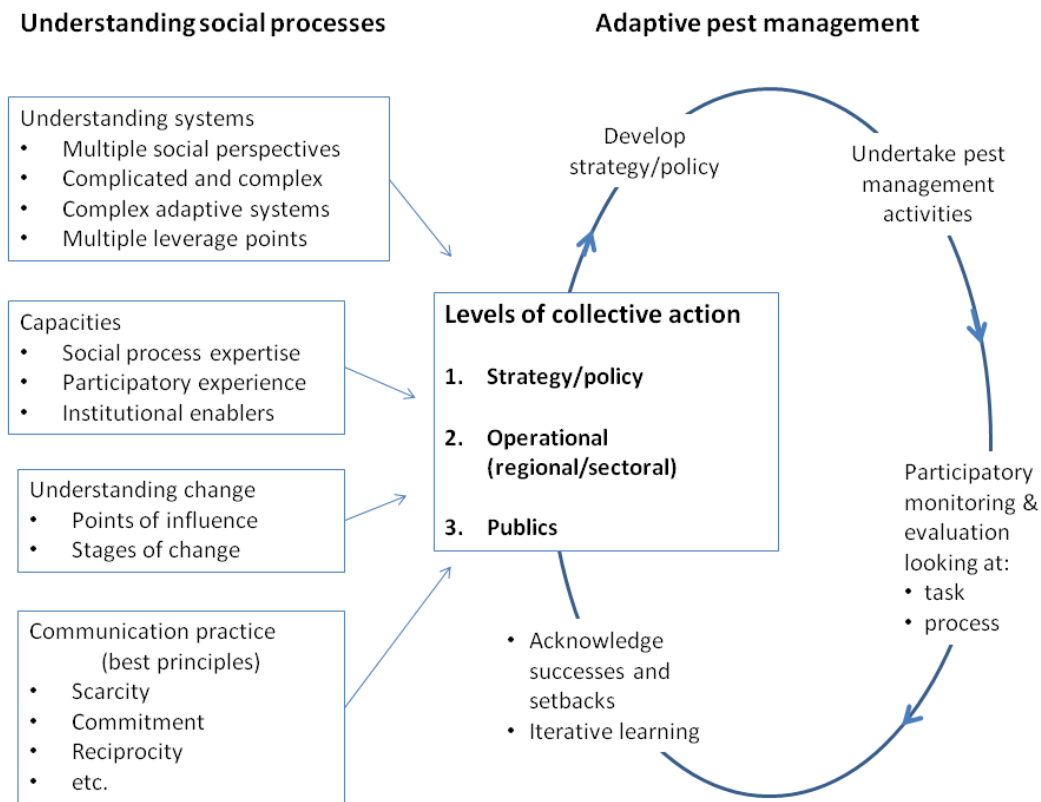 Understanding social processes
Adaptive pest management
Understanding systems
• Multiple social perspectives
• Complicated and complex
• Complex adaptive systems
• Multiple leverage points
Capacities
• Social process expertise
• Participatory experience
• Institutional enablers
Understanding change
• Points of influence
• Stages of change
Communication practice
(best principles)
• Scarcity
• Commitment
• Reciprocity
• etc.
Levels of collective action
1. Strategy/policy
2. Operational
(regional/sectoral)
3. Publics
Develop
strategy/policy
Undertake pest
management
activities
Participatory
monitoring &
evaluation
looking at:
• task
• process
• Acknowledge
successes and
setbacks
• Iterative learning